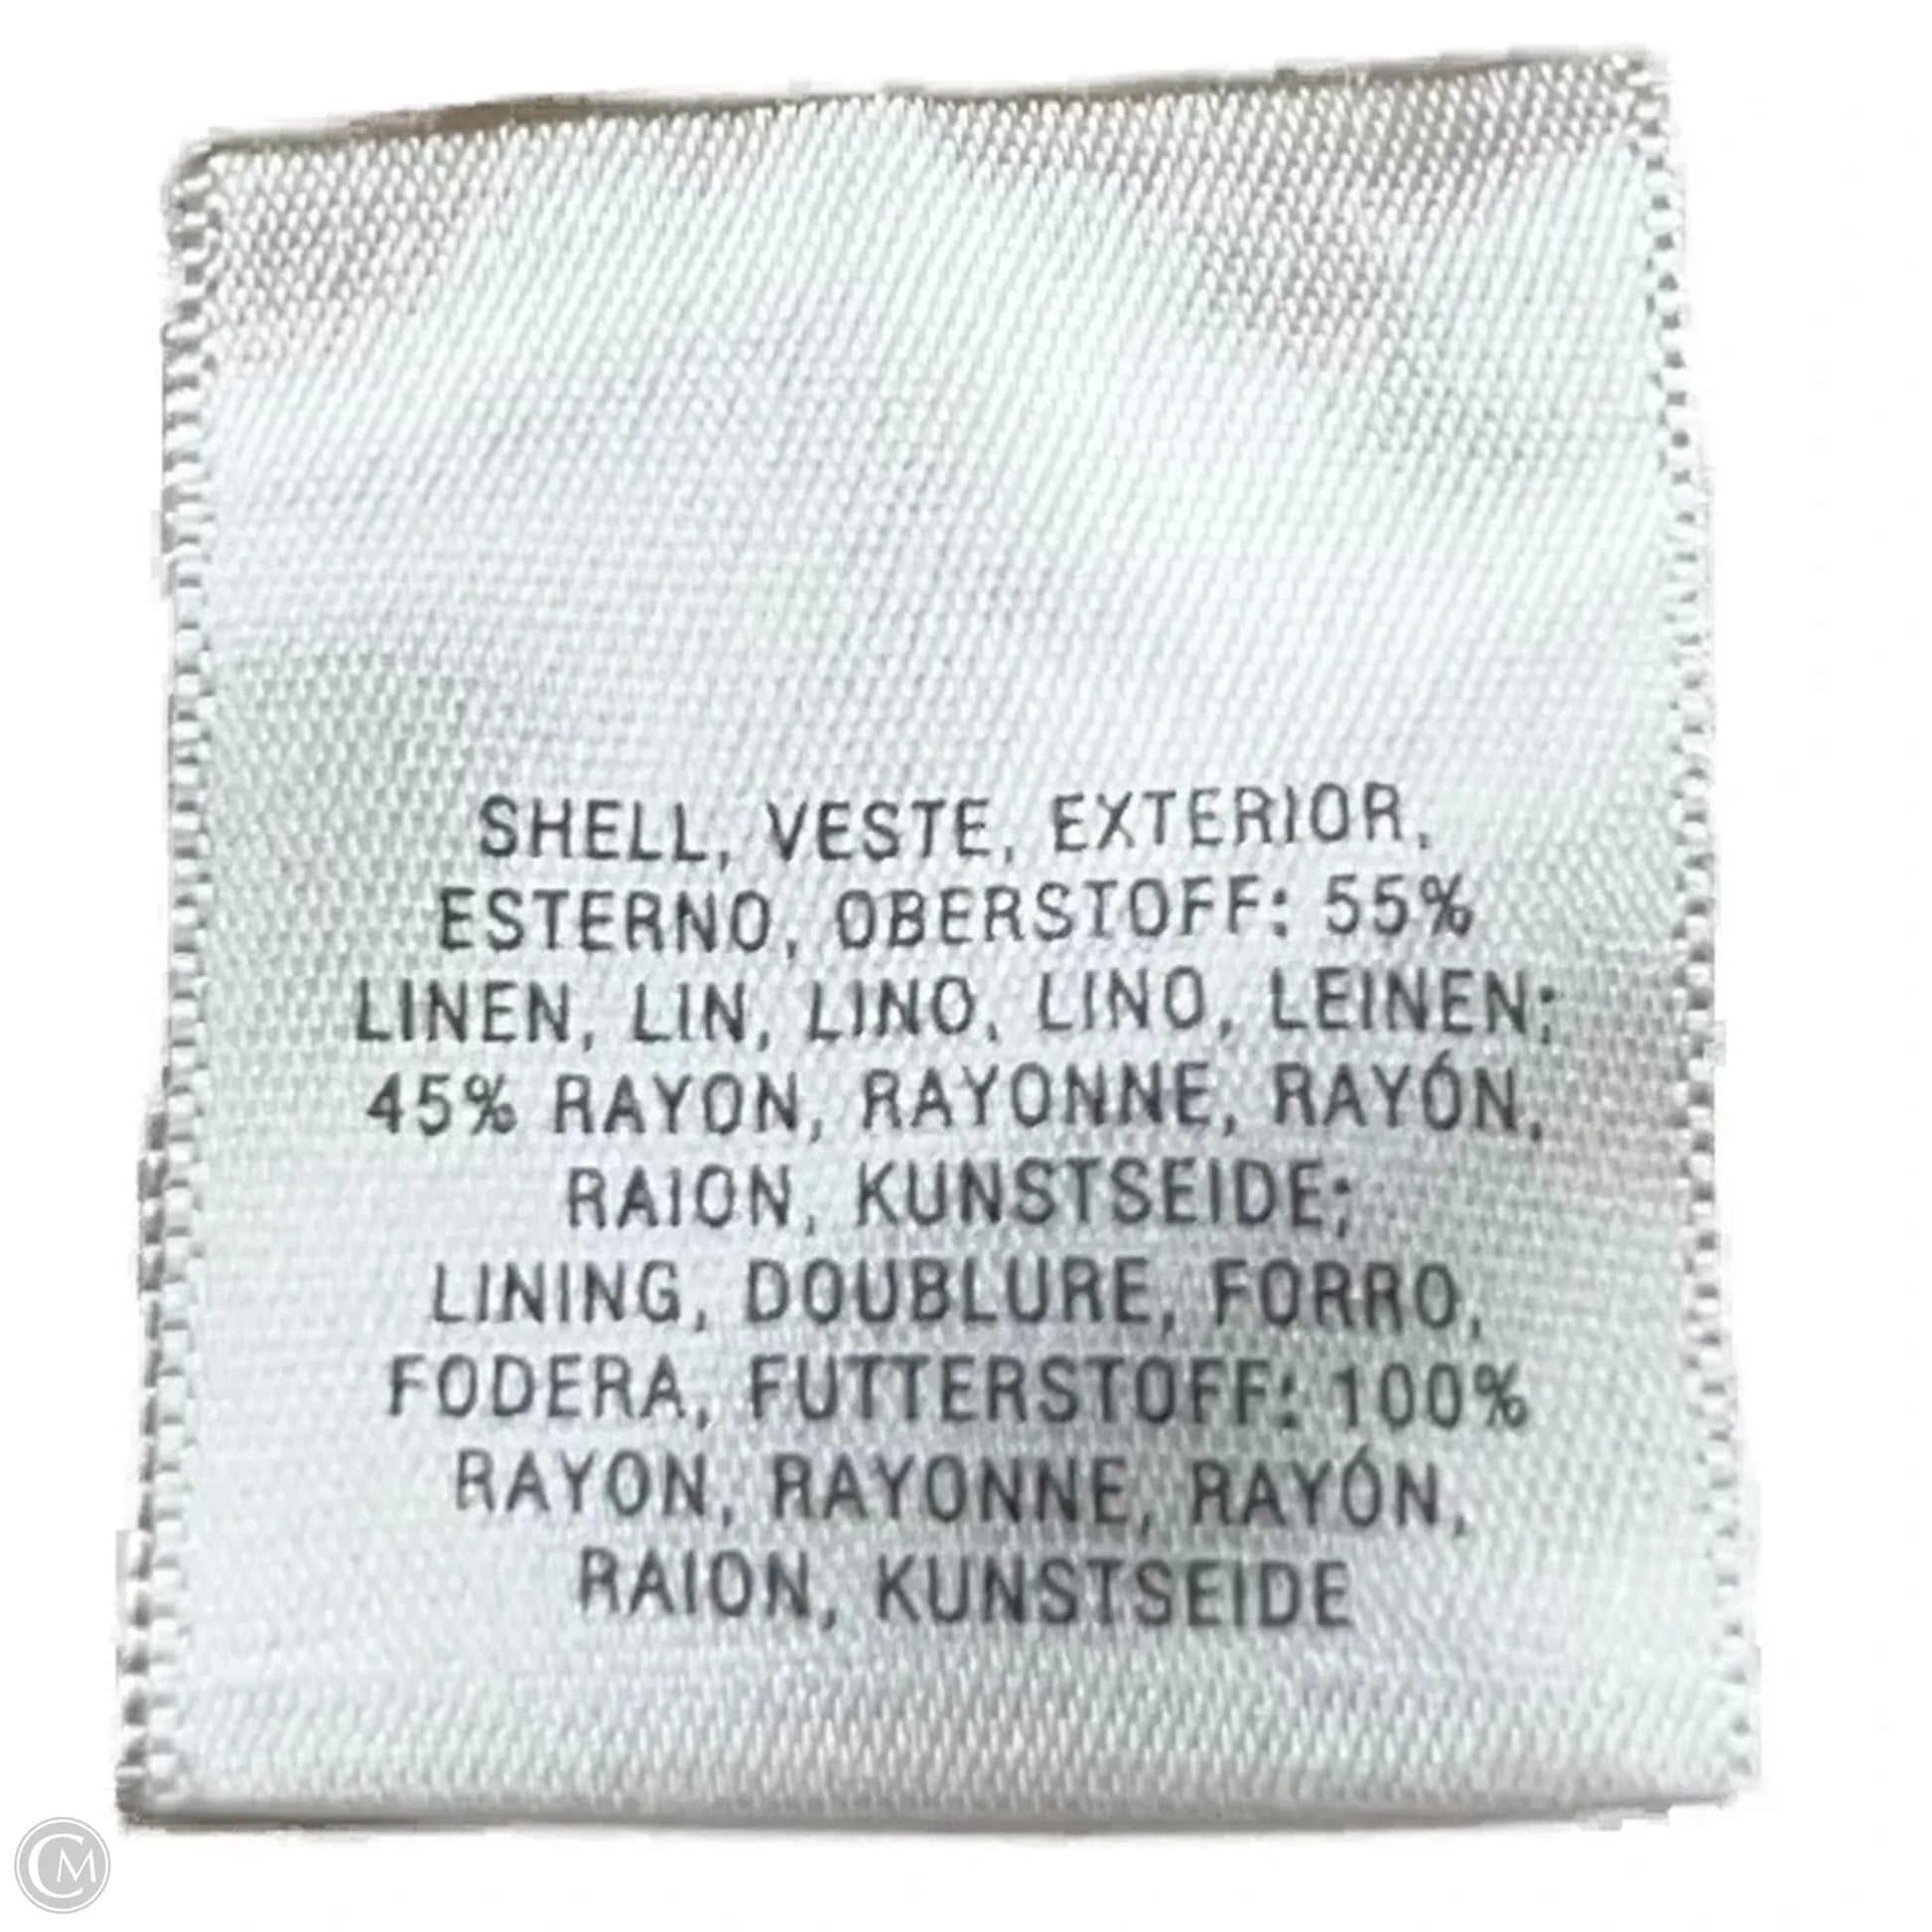 SHELL, VESTE, EXTERIOR,
ESTERNO, OBERSTOFF: 55%
LINEN, LIN, LINO, LINO, LEINEN;
45% RAYON, RAYONNE, RAYÓN,
RAION, KUNSTSEIDE;
LINING, DOUBLURE, FORRO,
FODERA, FUTTERSTOFF: 100%
RAYON, RAYONNE, RAYÓN,
RAION, KUNSTSEIDE
CM